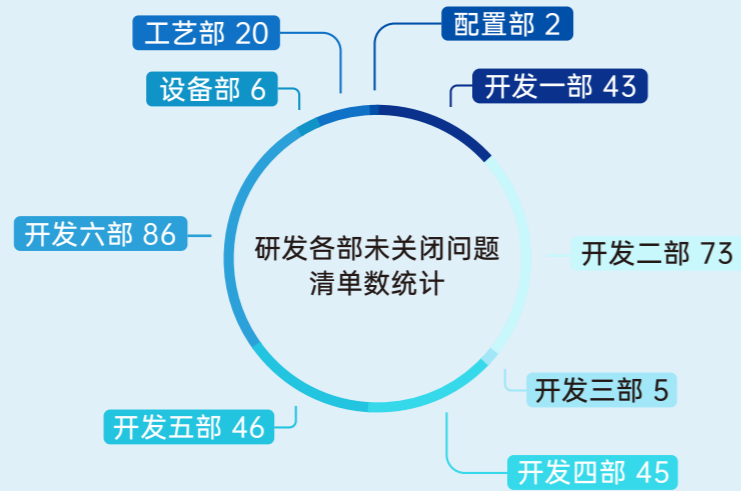 工艺部 20
配置部 2
设备部 6
开发一部 43
开发六部 86
研发各部未关闭问题
清单数统计
开发二部 73
开发三部 5
开发五部 46
开发四部 45